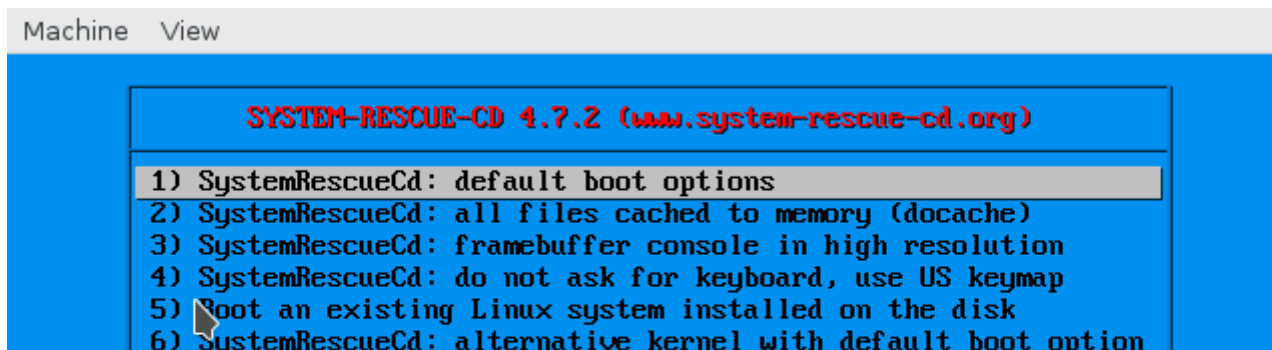 Machine View
SYSTEM-RESCUE-CD 4.7.2 (www.system-rescue-cd.org)
1) SystemRescueCd: default boot options
2) SystemRescueCd: all files cached to memory (docache)
3) SystemRescueCd: framebuffer console in high resolution
4) SystemRescueCd: do not ask for keyboard, use US keymap
5) Boot an existing Linux system installed on the disk
6) SystemRescueCd: alternative kernel with default boot option